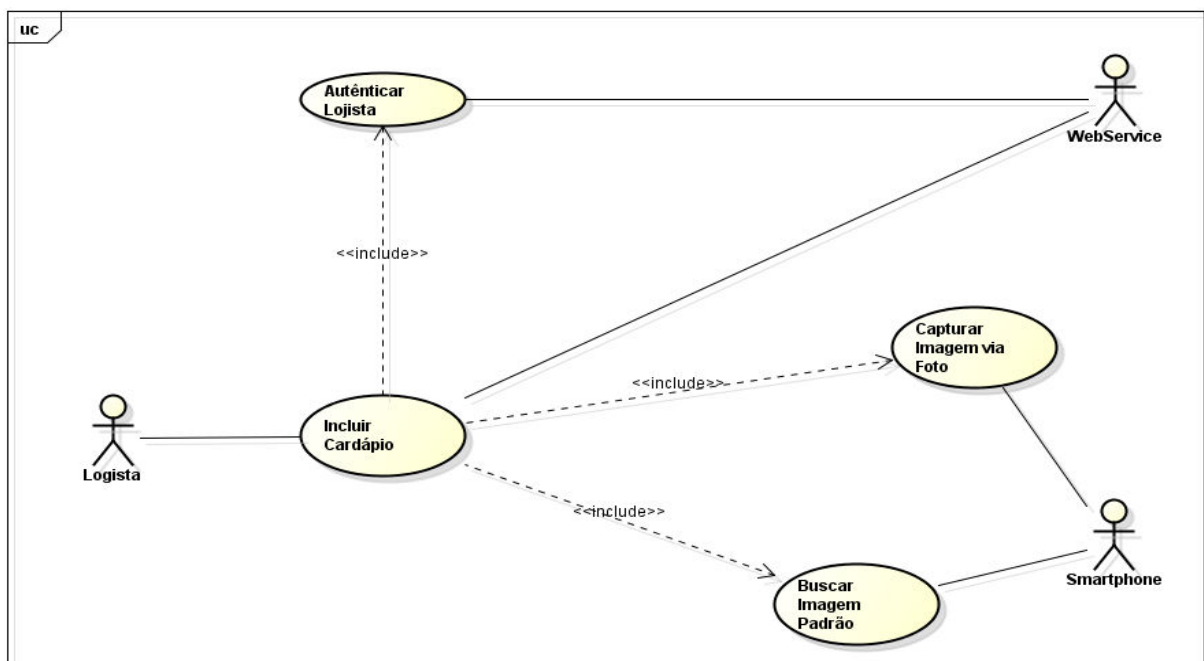 uc
Autênticar
Lojista
WebService
<<include>>
Capturar
Imagem via
Foto
<<include>>
Incluir
Cardápio
Logista
<<include>>
Smartphone
Buscar
Imagem
Padrão